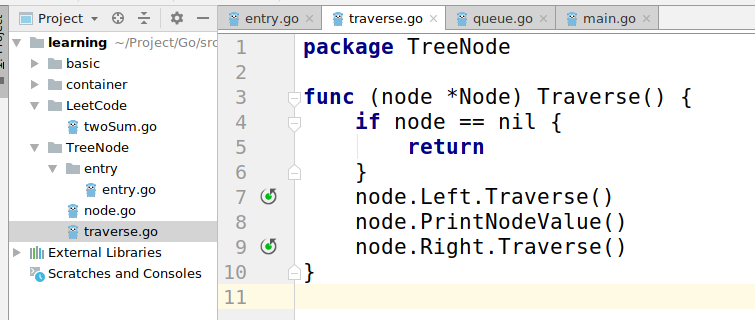 Project
entry.go
traverse.go
queue.go
main.go
learning ~/Project/Go/src
basic
container
LeetCode
twoSum.go
TreeNode
entry
entry.go
node.go
traverse.go
External Libraries
Scratches and Consoles
1 package TreeNode
2
3 func (node *Node) Traverse() {
4     if node == nil {
5         return
6     }
7     node.Left.Traverse()
8     node.PrintNodeValue()
9     node.Right.Traverse()
10 }
11